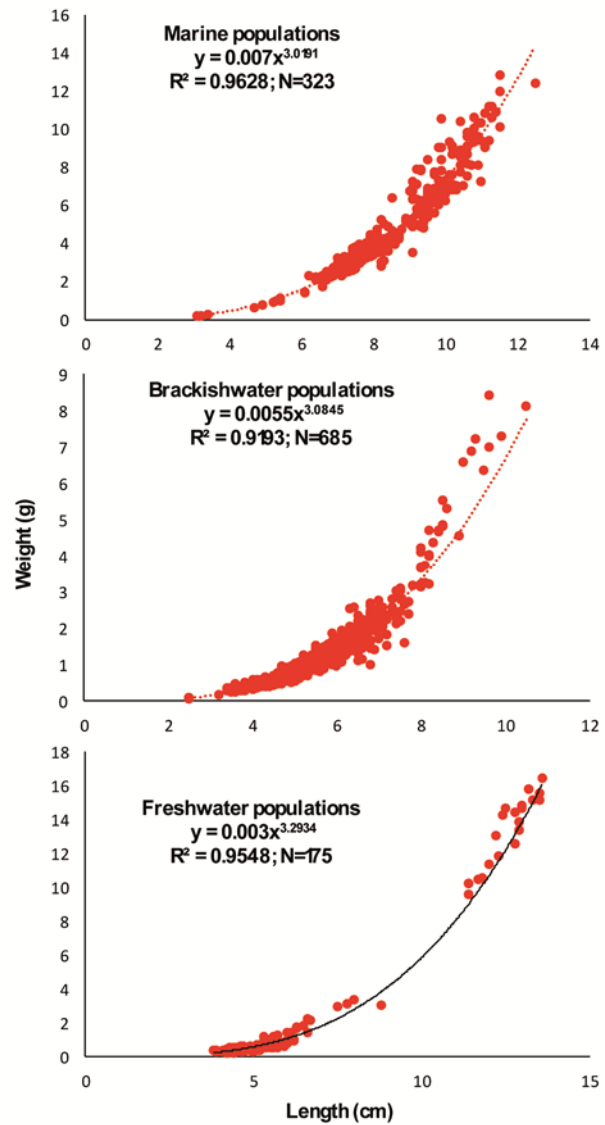 16
14
12
10
8
6
4
2
0
Marine populations
y = 0.007x^3.0191
R² = 0.9628; N=323
0 2 4 6 8 10 12 14
9
8
7
6
5
4
3
2
1
0
Brackishwater populations
y = 0.0055x^3.0845
R² = 0.9193; N=685
0 2 4 6 8 10 12
Weight (g)
18
16
14
12
10
8
6
4
2
0
Freshwater populations
y = 0.003x^3.2934
R² = 0.9548; N=175
0 5 10 15
Length (cm)